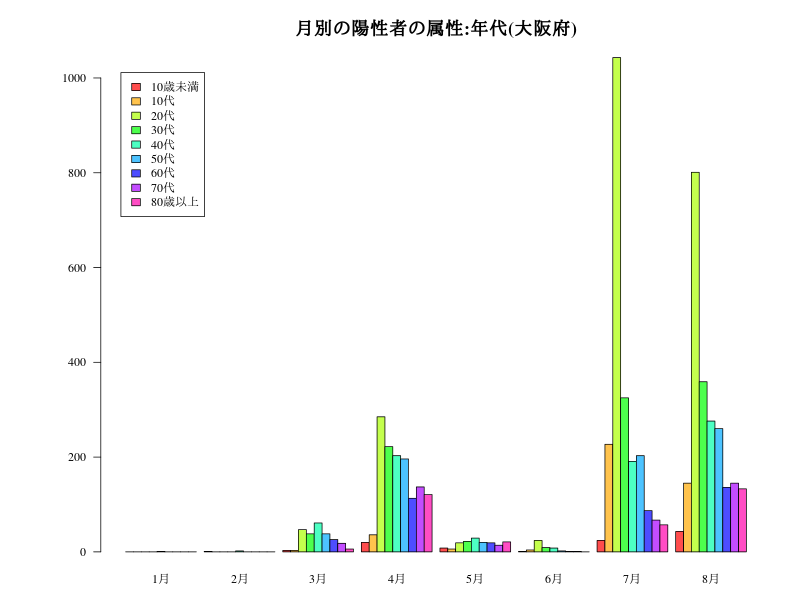 月別の陽性者の属性:年代(大阪府)
1000
800
600
400
200
0
10歳未満
10代
20代
30代
40代
50代
60代
70代
80歳以上
1月 2月 3月 4月 5月 6月 7月 8月